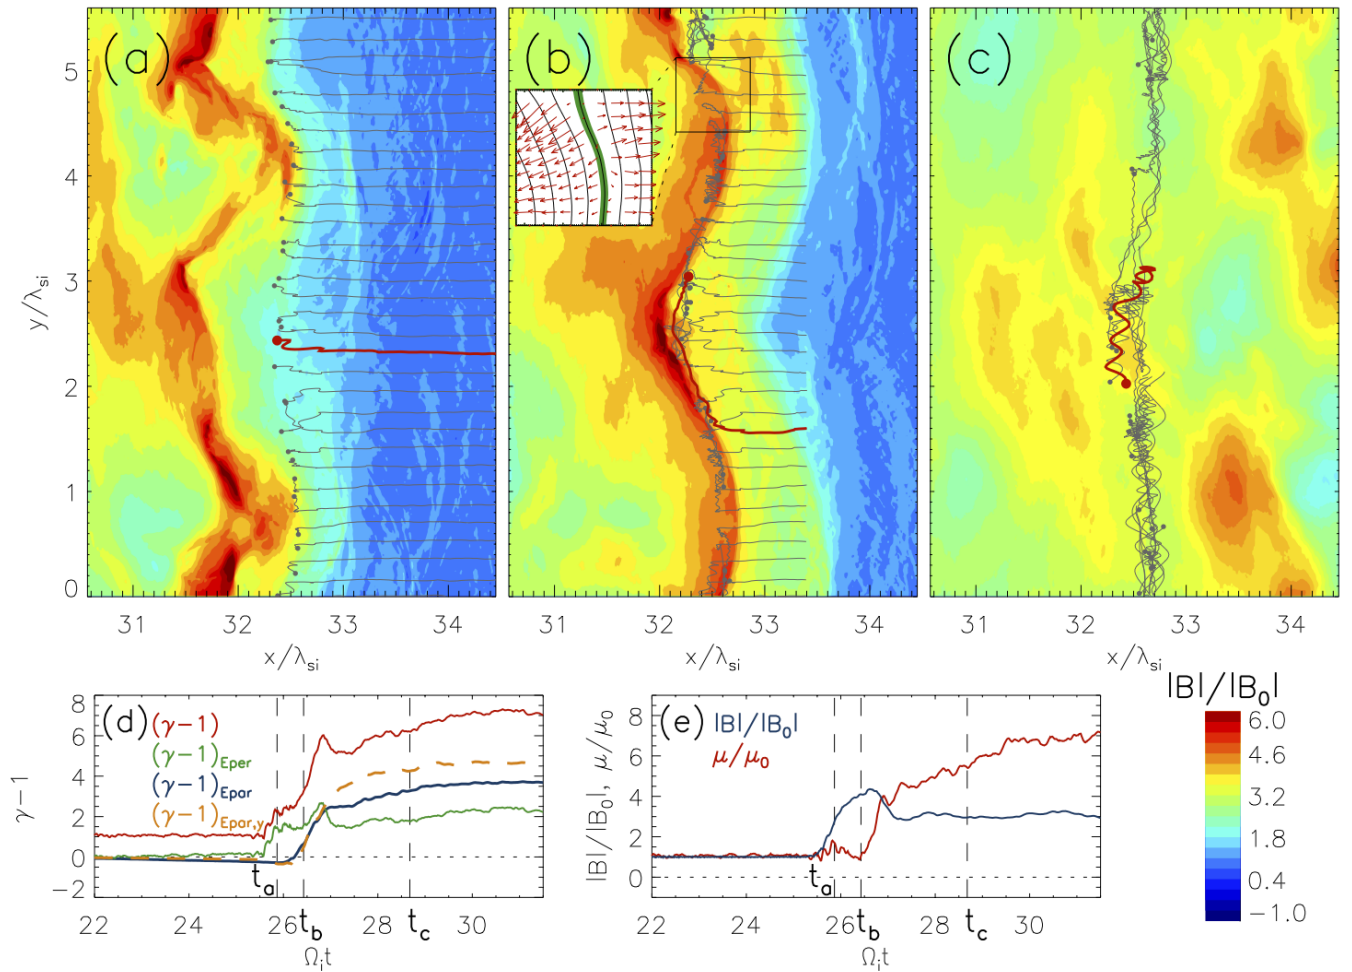 (a)
(b)
(c)
5
4
3
2
1
0
y/λsi
31 32 33 34
31 32 33 34
31 32 33 34
x/λsi
x/λsi
x/λsi
(d)
(γ−1)
(γ−1)Eper
(γ−1)Epar
(γ−1)Epar,y
8
6
4
2
0
−2
γ−1
ta
22 24 26 tb 28 tc 30
Ωit
(e)
|B|/|B0|
μ/μ0
8
6
4
2
0
|B|/|B0|, μ/μ0
ta
22 24 26 tb 28 tc 30
Ωit
|B|/|B0|
6.0
4.6
3.2
1.8
0.4
−1.0